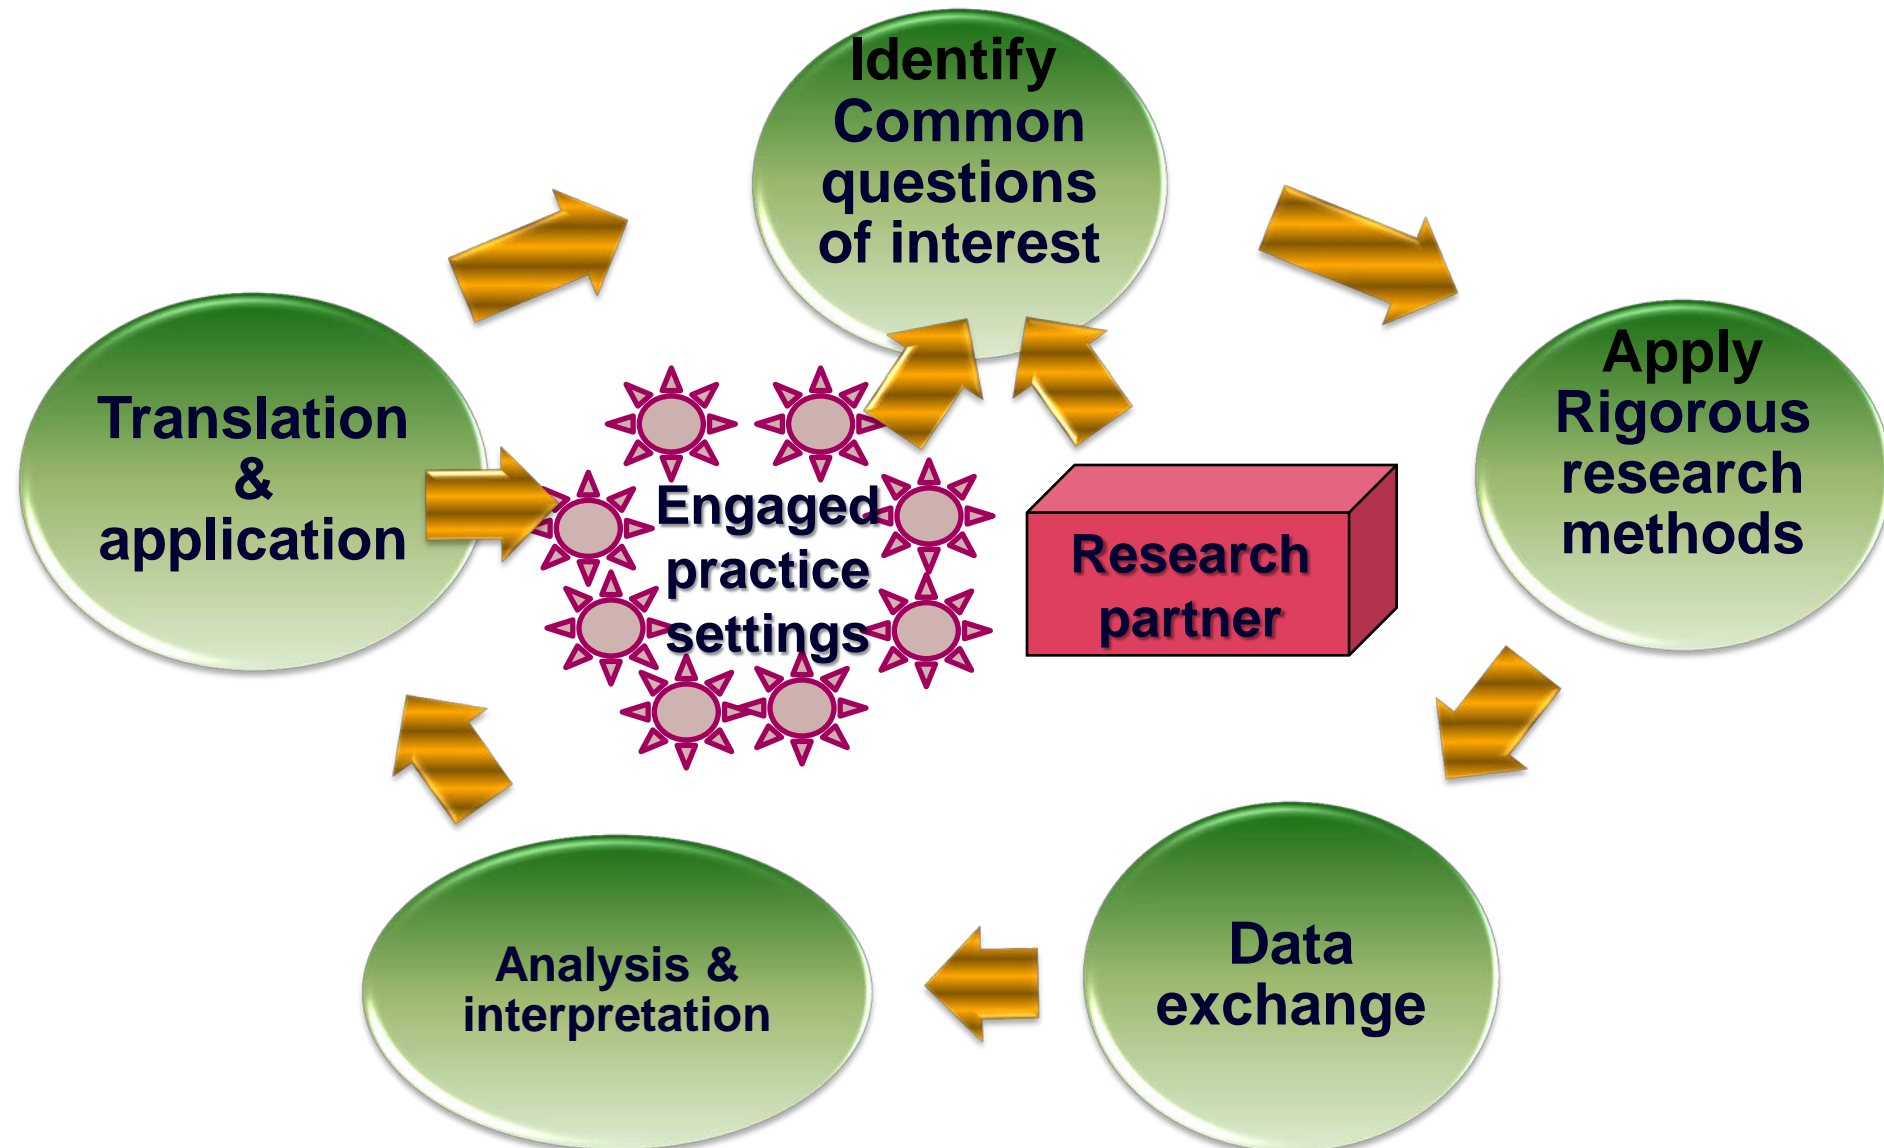 Identify
Common
questions
of interest
Apply
Rigorous
research
methods
Data
exchange
Analysis &
interpretation
Translation
&
application
Engaged
practice
settings
Research
partner